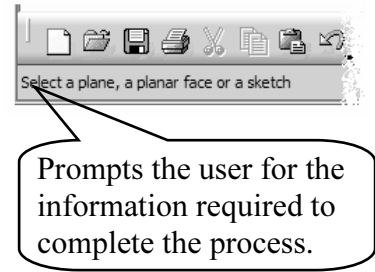 Select a plane, a planar face or a sketch
Prompts the user for the
information required to
complete the process.